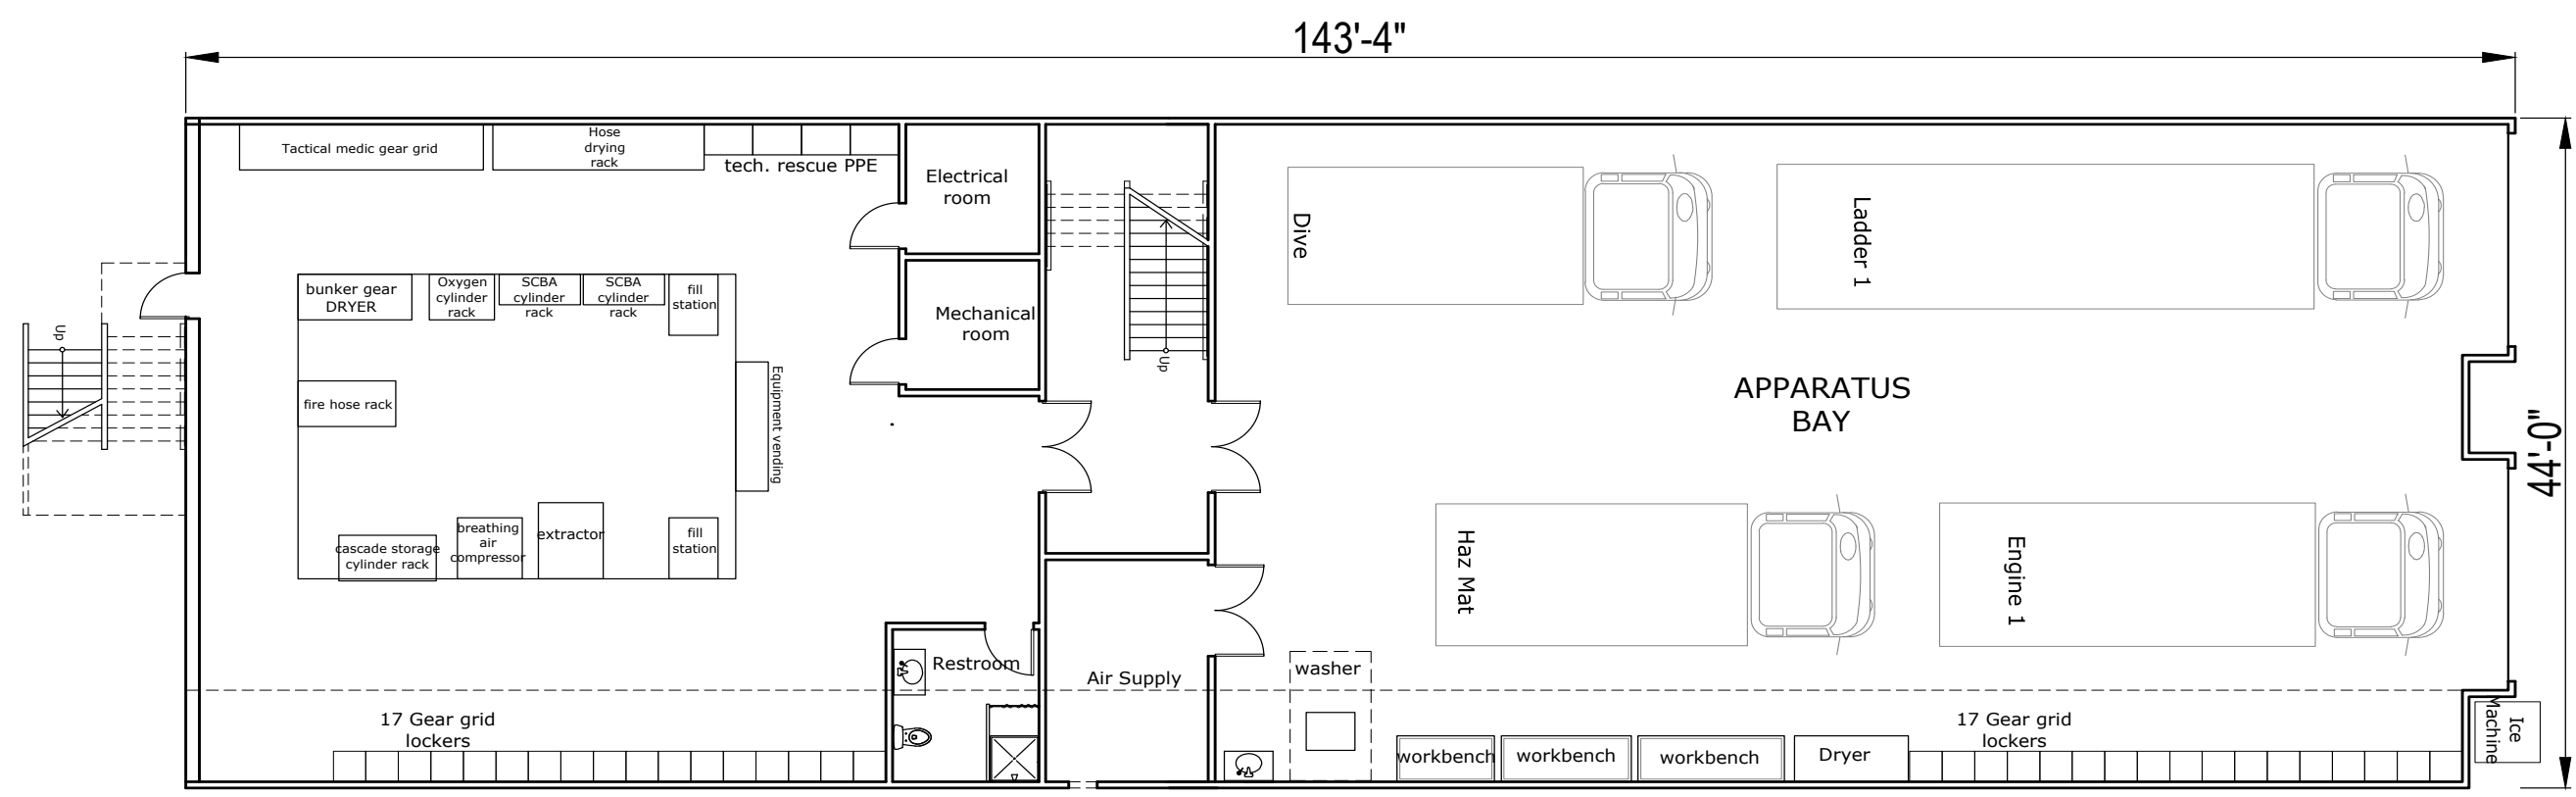 143'-4"
Tactical medic gear grid
Hose
drying
rack
tech. rescue PPE
Electrical
room
Dive
Ladder 1
bunker gear
DRYER
Oxygen
cylinder
rack
SCBA
cylinder
rack
SCBA
cylinder
rack
fill
station
Mechanical
room
Up
Up
fire hose rack
Equipment vending
APPARATUS
BAY
44'-0"
cascade storage
cylinder rack
breathing
air
compressor
extractor
fill
station
Haz Mat
Engine 1
Restroom
Air Supply
washer
17 Gear grid
lockers
workbench
workbench
workbench
Dryer
17 Gear grid
lockers
Ice
Machine